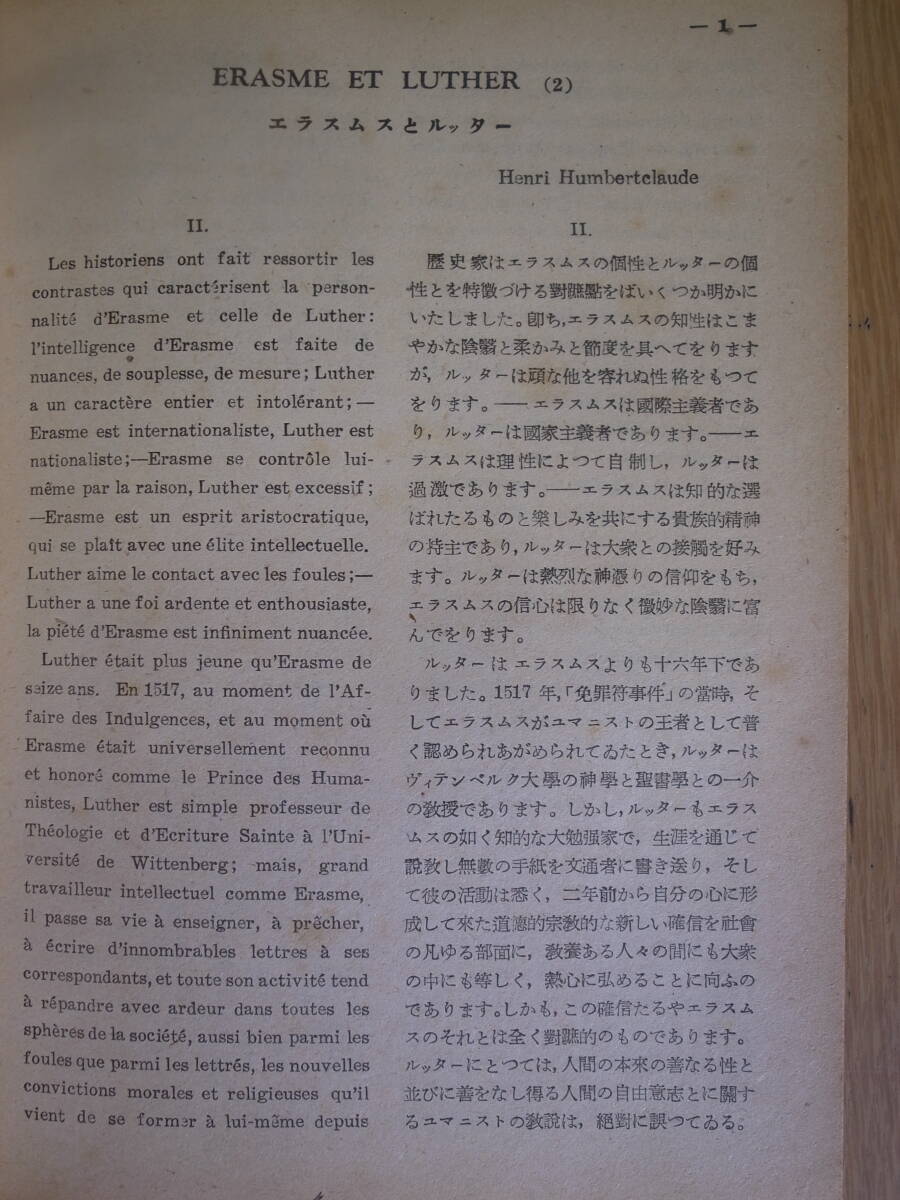 — 1 —
ERASME ET LUTHER (2)
エラスムスとルッター
Henri Humbertclaude
II.
Les historiens ont fait ressortir les
contrastes qui caractérisent la person-
nalité d'Erasme et celle de Luther:
l'intelligence d'Erasme est faite de
nuances, de souplesse, de mesure; Luther
a un caractère entier et intolérant;—
Erasme est internationaliste, Luther est
nationaliste;—Erasme se contrôle lui-
même par la raison, Luther est excessif;
—Erasme est un esprit aristocratique,
qui se plaît avec une élite intellectuelle.
Luther aime le contact avec les foules;—
Luther a une foi ardente et enthousiaste,
la piété d'Erasme est infiniment nuancée.
Luther était plus jeune qu'Erasme de
seize ans. En 1517, au moment de l'Af-
faire des Indulgences, et au moment où
Erasme était universellement reconnu
et honoré comme le Prince des Huma-
nistes, Luther est simple professeur de
Théologie et d'Ecriture Sainte à l'Uni-
versité de Wittenberg; mais, grand
travailleur intellectuel comme Erasme,
il passe sa vie à enseigner, à prêcher,
à écrire d'innombrables lettres à ses
correspondants, et toute son activité tend
à répandre avec ardeur dans toutes les
sphères de la société, aussi bien parmi les
foules que parmi les lettrés, les nouvelles
convictions morales et religieuses qu'il
vient de se former à lui-même depuis
II.
歷史家はエラスムスの個性とルッターの個
性とを特徵づける對蹠點をばいくつか明かに
いたしました。卽ち,エラスムスの知性はこま
やかな陰翳と柔かみと節度を具へてをります
が, ルッターは頑な他を容れぬ性格をもつて
をります。—— エラスムスは國際主義者であ
り, ルッターは國家主義者であります。——エ
ラスムスは理性によつて自制し, ルッターは
過激であります。——エラスムスは知的な選
ばれたるものと樂しみを共にする貴族的精神
の持主であり, ルッターは大衆との接觸を好み
ます。ルッターは熱烈な神憑りの信仰をもち,
エラスムスの信心は限りなく微妙な陰翳に富
んでをります。
ルッターは エラスムスよりも十六年下であ
りました。1517 年,「免罪符事件」の當時, そ
してエラスムスがユマニストの王者として普
く認められあがめられてゐたとき, ルッターは
ヴィテンベルク大學の神學と聖書學との一介
の敎授であります。しかし, ルッターもエラス
ムスの如く知的な大勉强家で, 生涯を通じて
說敎し無數の手紙を文通者に書き送り, そし
て彼の活動は悉く, 二年前から自分の心に形
成して來た道德的宗敎的な新しい確信を社會
の凡ゆる部面に, 敎養ある人々の間にも大衆
の中にも等しく, 熱心に弘めることに向ふの
であります。しかも, この確信たるやエラスム
スのそれとは全く對蹠的のものであります。
ルッターにとつては, 人間の本來の善なる性と
並びに善をなし得る人間の自由意志とに關す
るユマニストの敎說は, 絕對に誤つてゐる。